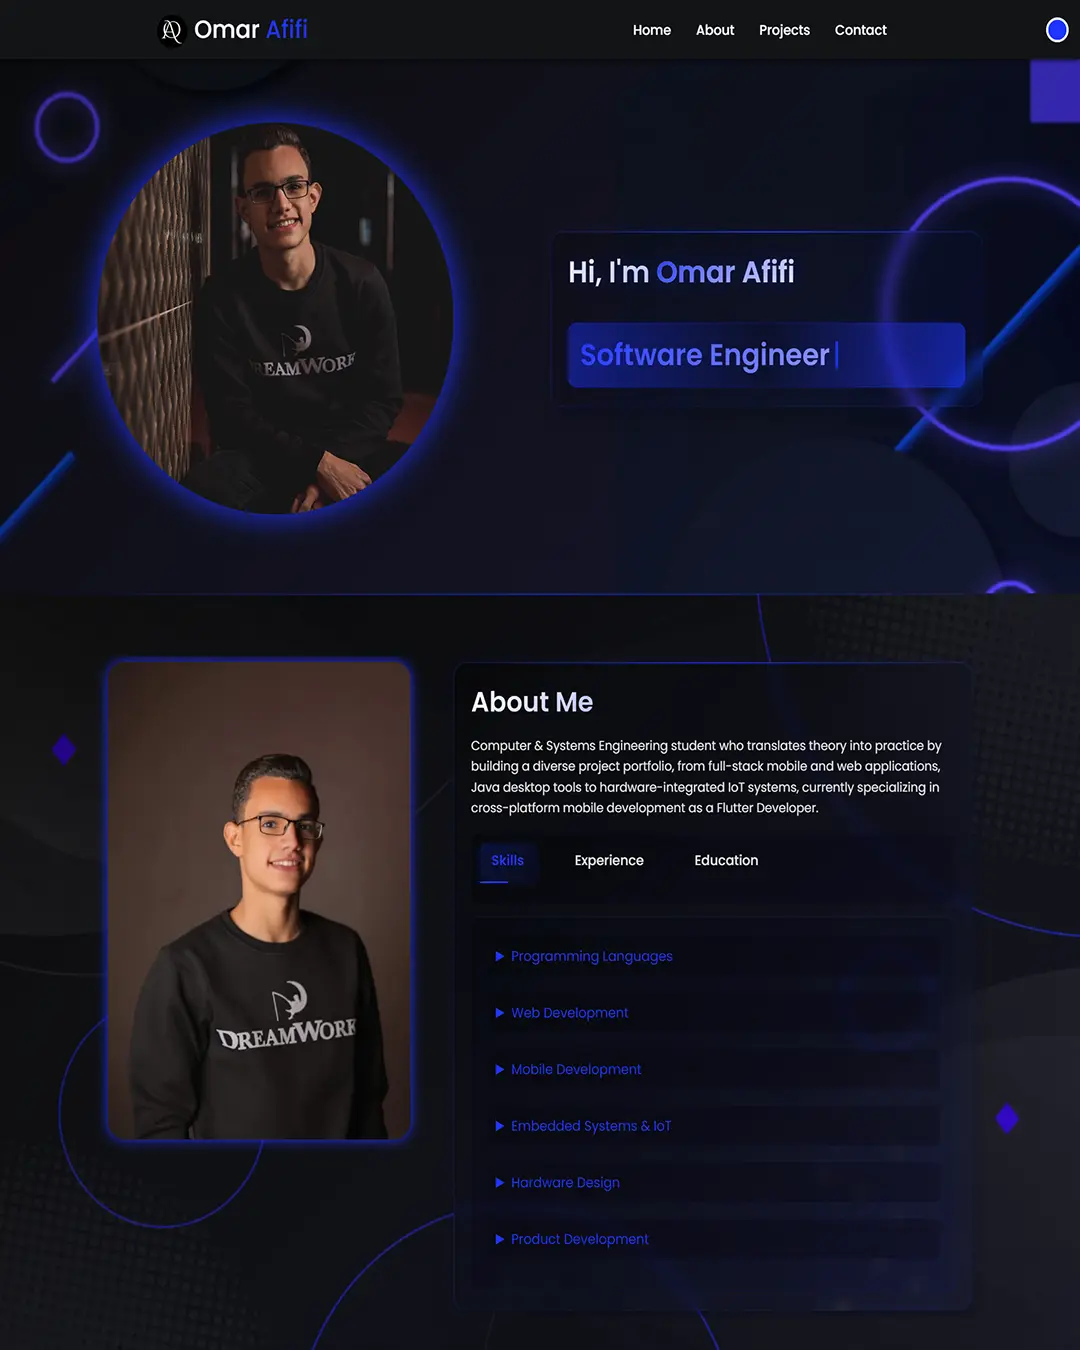 Omar Afifi
Home About Projects Contact
DREAMWORK
Hi, I'm Omar Afifi
Software Engineer
About Me
Computer & Systems Engineering student who translates theory into practice by
building a diverse project portfolio, from full-stack mobile and web applications,
Java desktop tools to hardware-integrated IoT systems, currently specializing in
cross-platform mobile development as a Flutter Developer.
Skills Experience Education
Programming Languages
Web Development
Mobile Development
Embedded Systems & IoT
Hardware Design
Product Development
DREAMWORK